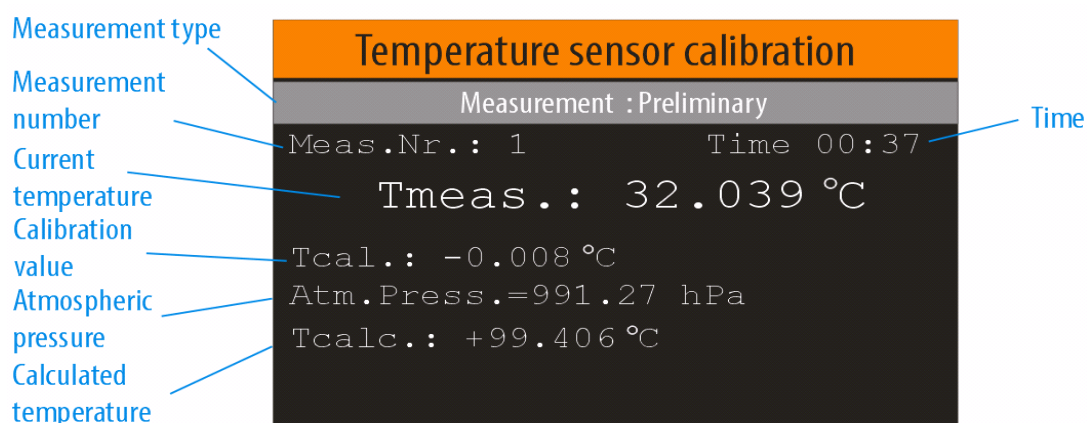 Measurement type
Measurement
number
Current
temperature
Calibration
value
Atmospheric
pressure
Calculated
temperature
Temperature sensor calibration
Measurement : Preliminary
Meas.Nr.: 1 Time 00:37
Tmeas.: 32.039 °C
Tcal.: -0.008 °C
Atm.Press.=991.27 hPa
Tcalc.: +99.406 °C
Time